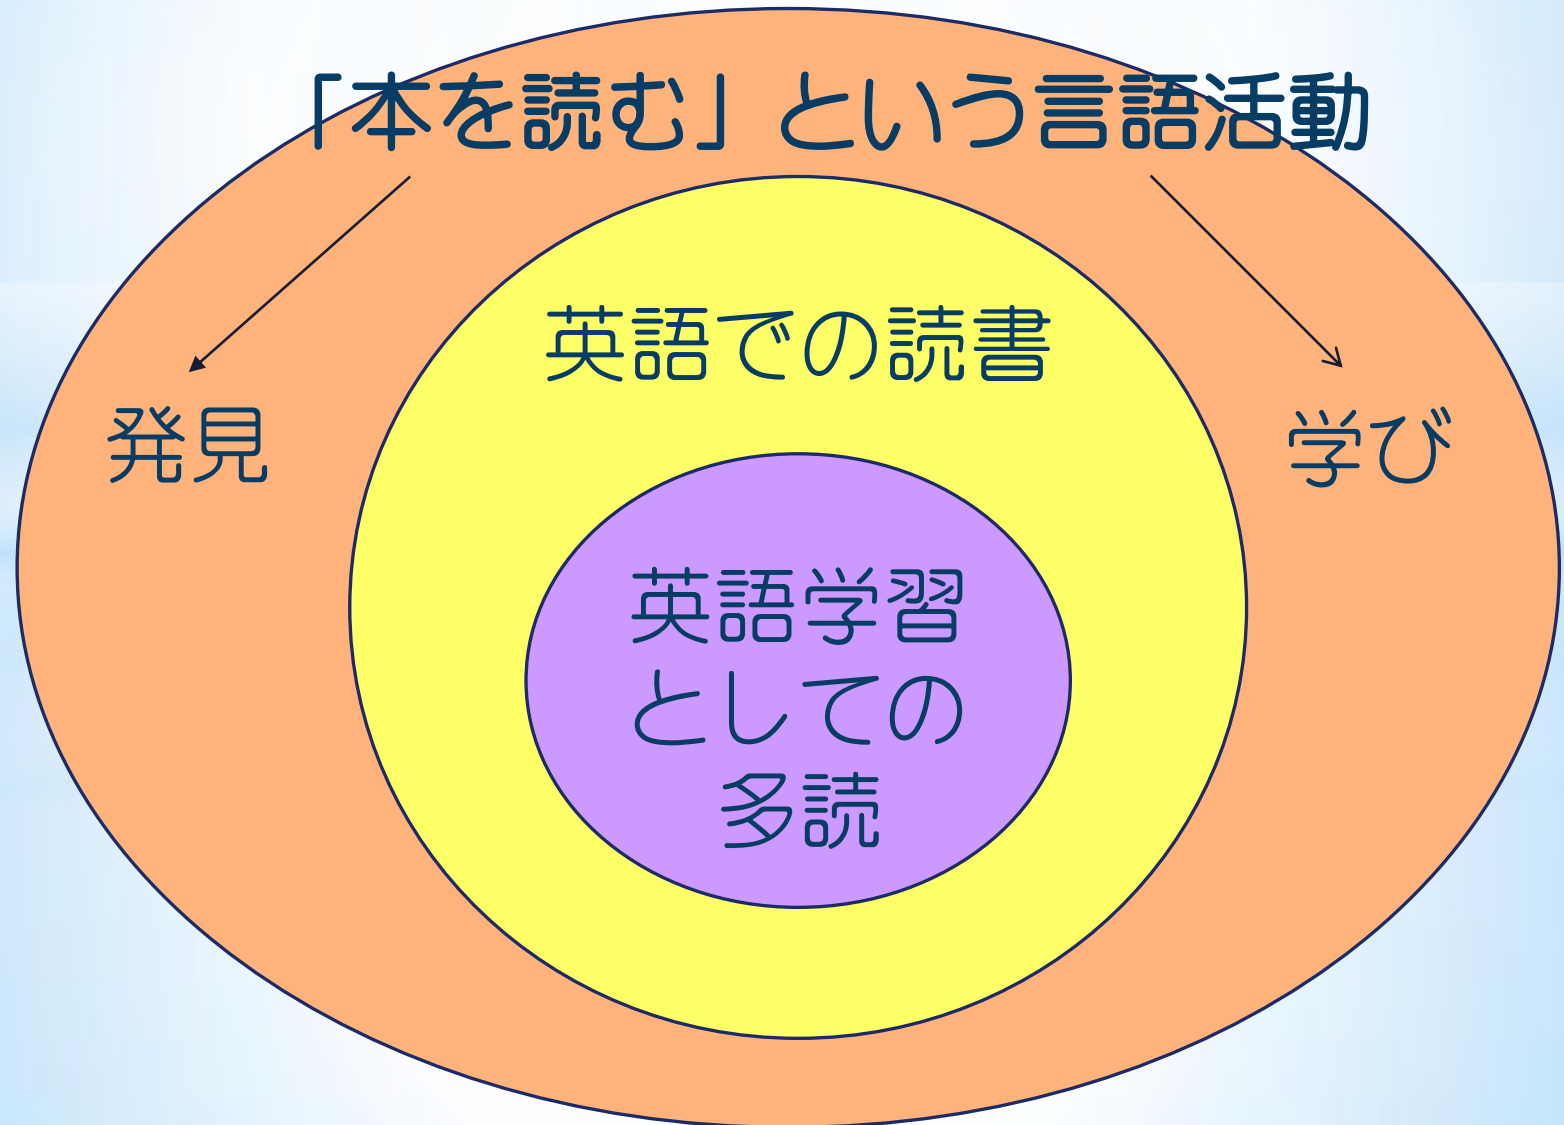 「本を読む」という言語活動
英語での読書
発見
学び
英語学習
としての
多読